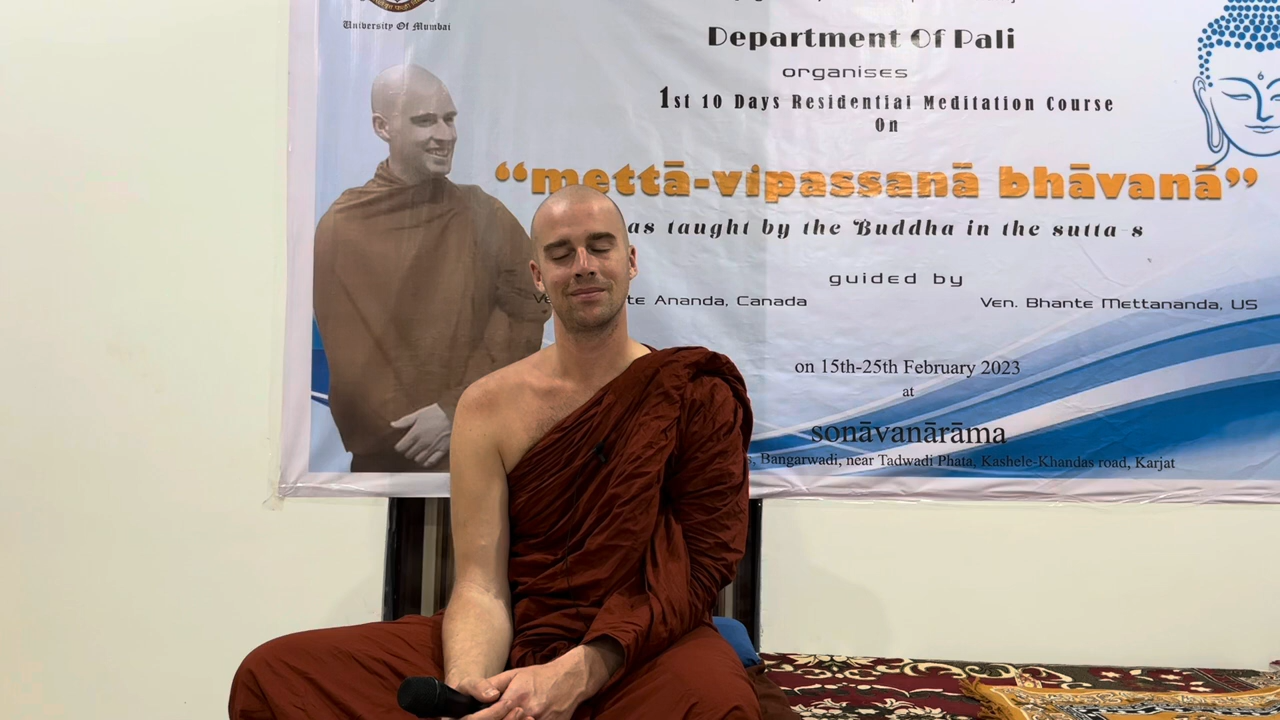 University Of Mumbai
Department Of Pali
organises
1st 10 Days Residential Meditation Course
On
“mettā-vipassanā bhāvanā”
as taught by the Buddha in the sutta-s
guided by
Ananda, Canada Ven. Bhante Mettananda, US
on 15th-25th February 2023
at
sonāvanārāma
Bangarwadi, near Tadwadi Phata, Kashele-Khandas road, Karjat